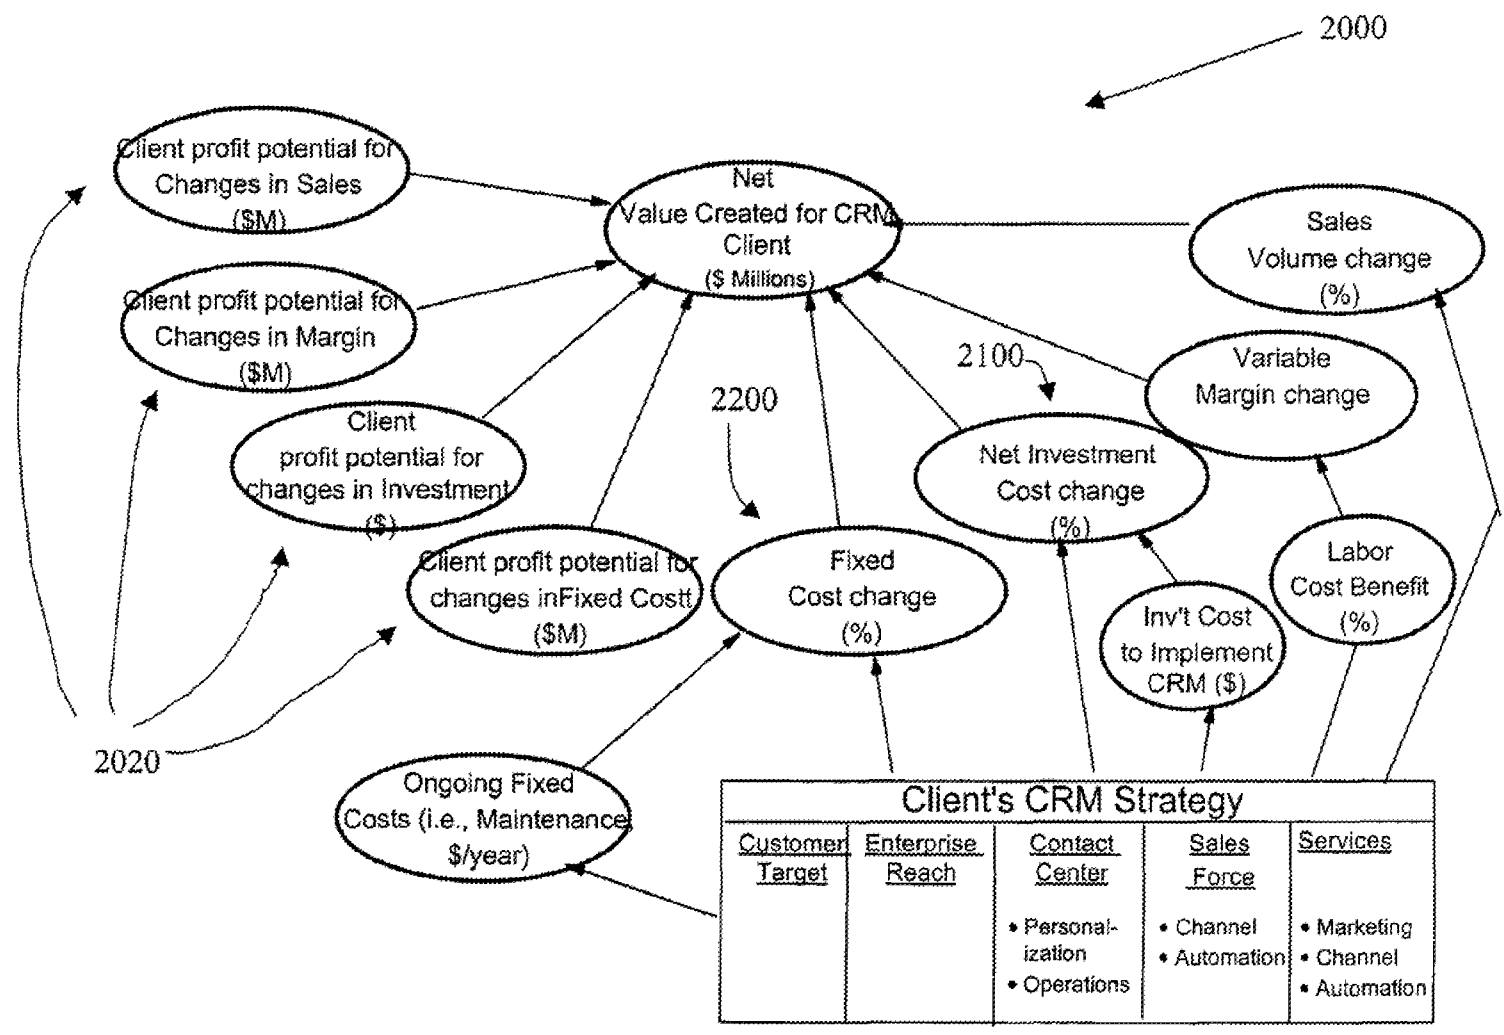 2000
Client profit potential for
Changes in Sales
($M)
Net
Value Created for CRM
Client
($ Millions)
Sales
Volume change
(%)
Client profit potential for
Changes in Margin
($M)
2100
Variable
Margin change
2200
Client
profit potential for
changes in Investment
($)
Net Investment
Cost change
(%)
Client profit potential for
changes inFixed Costt
($M)
Fixed
Cost change
(%)
Labor
Cost Benefit
(%)
Inv't Cost
to Implement
CRM ($)
2020
Ongoing Fixed
Costs (i.e., Maintenance,
$/year)
Client's CRM Strategy
Customer
Target
Enterprise
Reach
Contact
Center
• Personal-
ization
• Operations
Sales
Force
• Channel
• Automation
Services
• Marketing
• Channel
• Automation